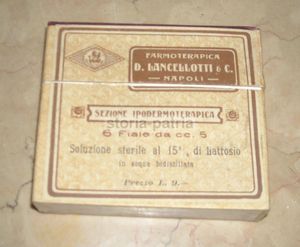 FARMOTERAPICA
D. LANCELLOTTI & C.
NAPOLI
SEZIONE IPODERMOTERAPICA
storia-patria
6 Fiale da cc. 5
Soluzione sterile al 15%, di Lattosio
in acqua bidistillata
Prezzo L. 9.-